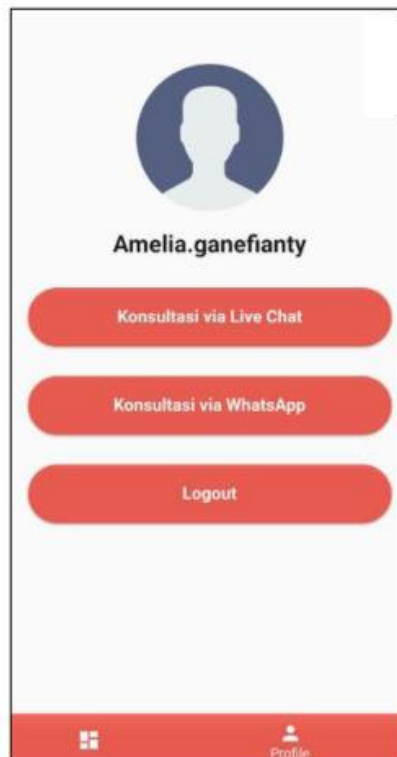 Amelia.ganefianty
Konsultasi via Live Chat
Konsultasi via WhatsApp
Logout
Profile